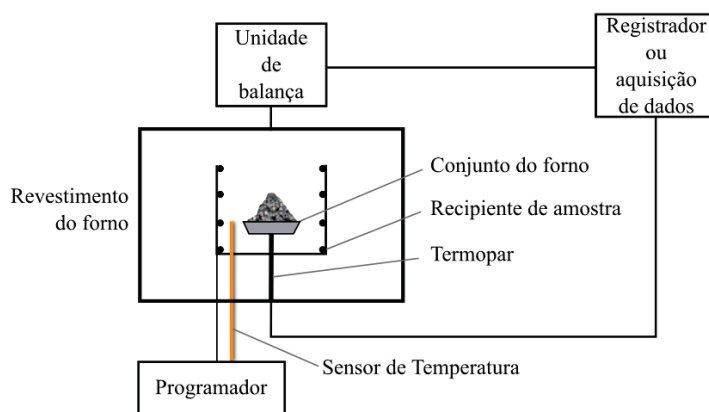 Unidade
de
balança
Registrador
ou
aquisição
de dados
Revestimento
do forno
Conjunto do forno
Recipiente de amostra
Termopar
Sensor de Temperatura
Programador